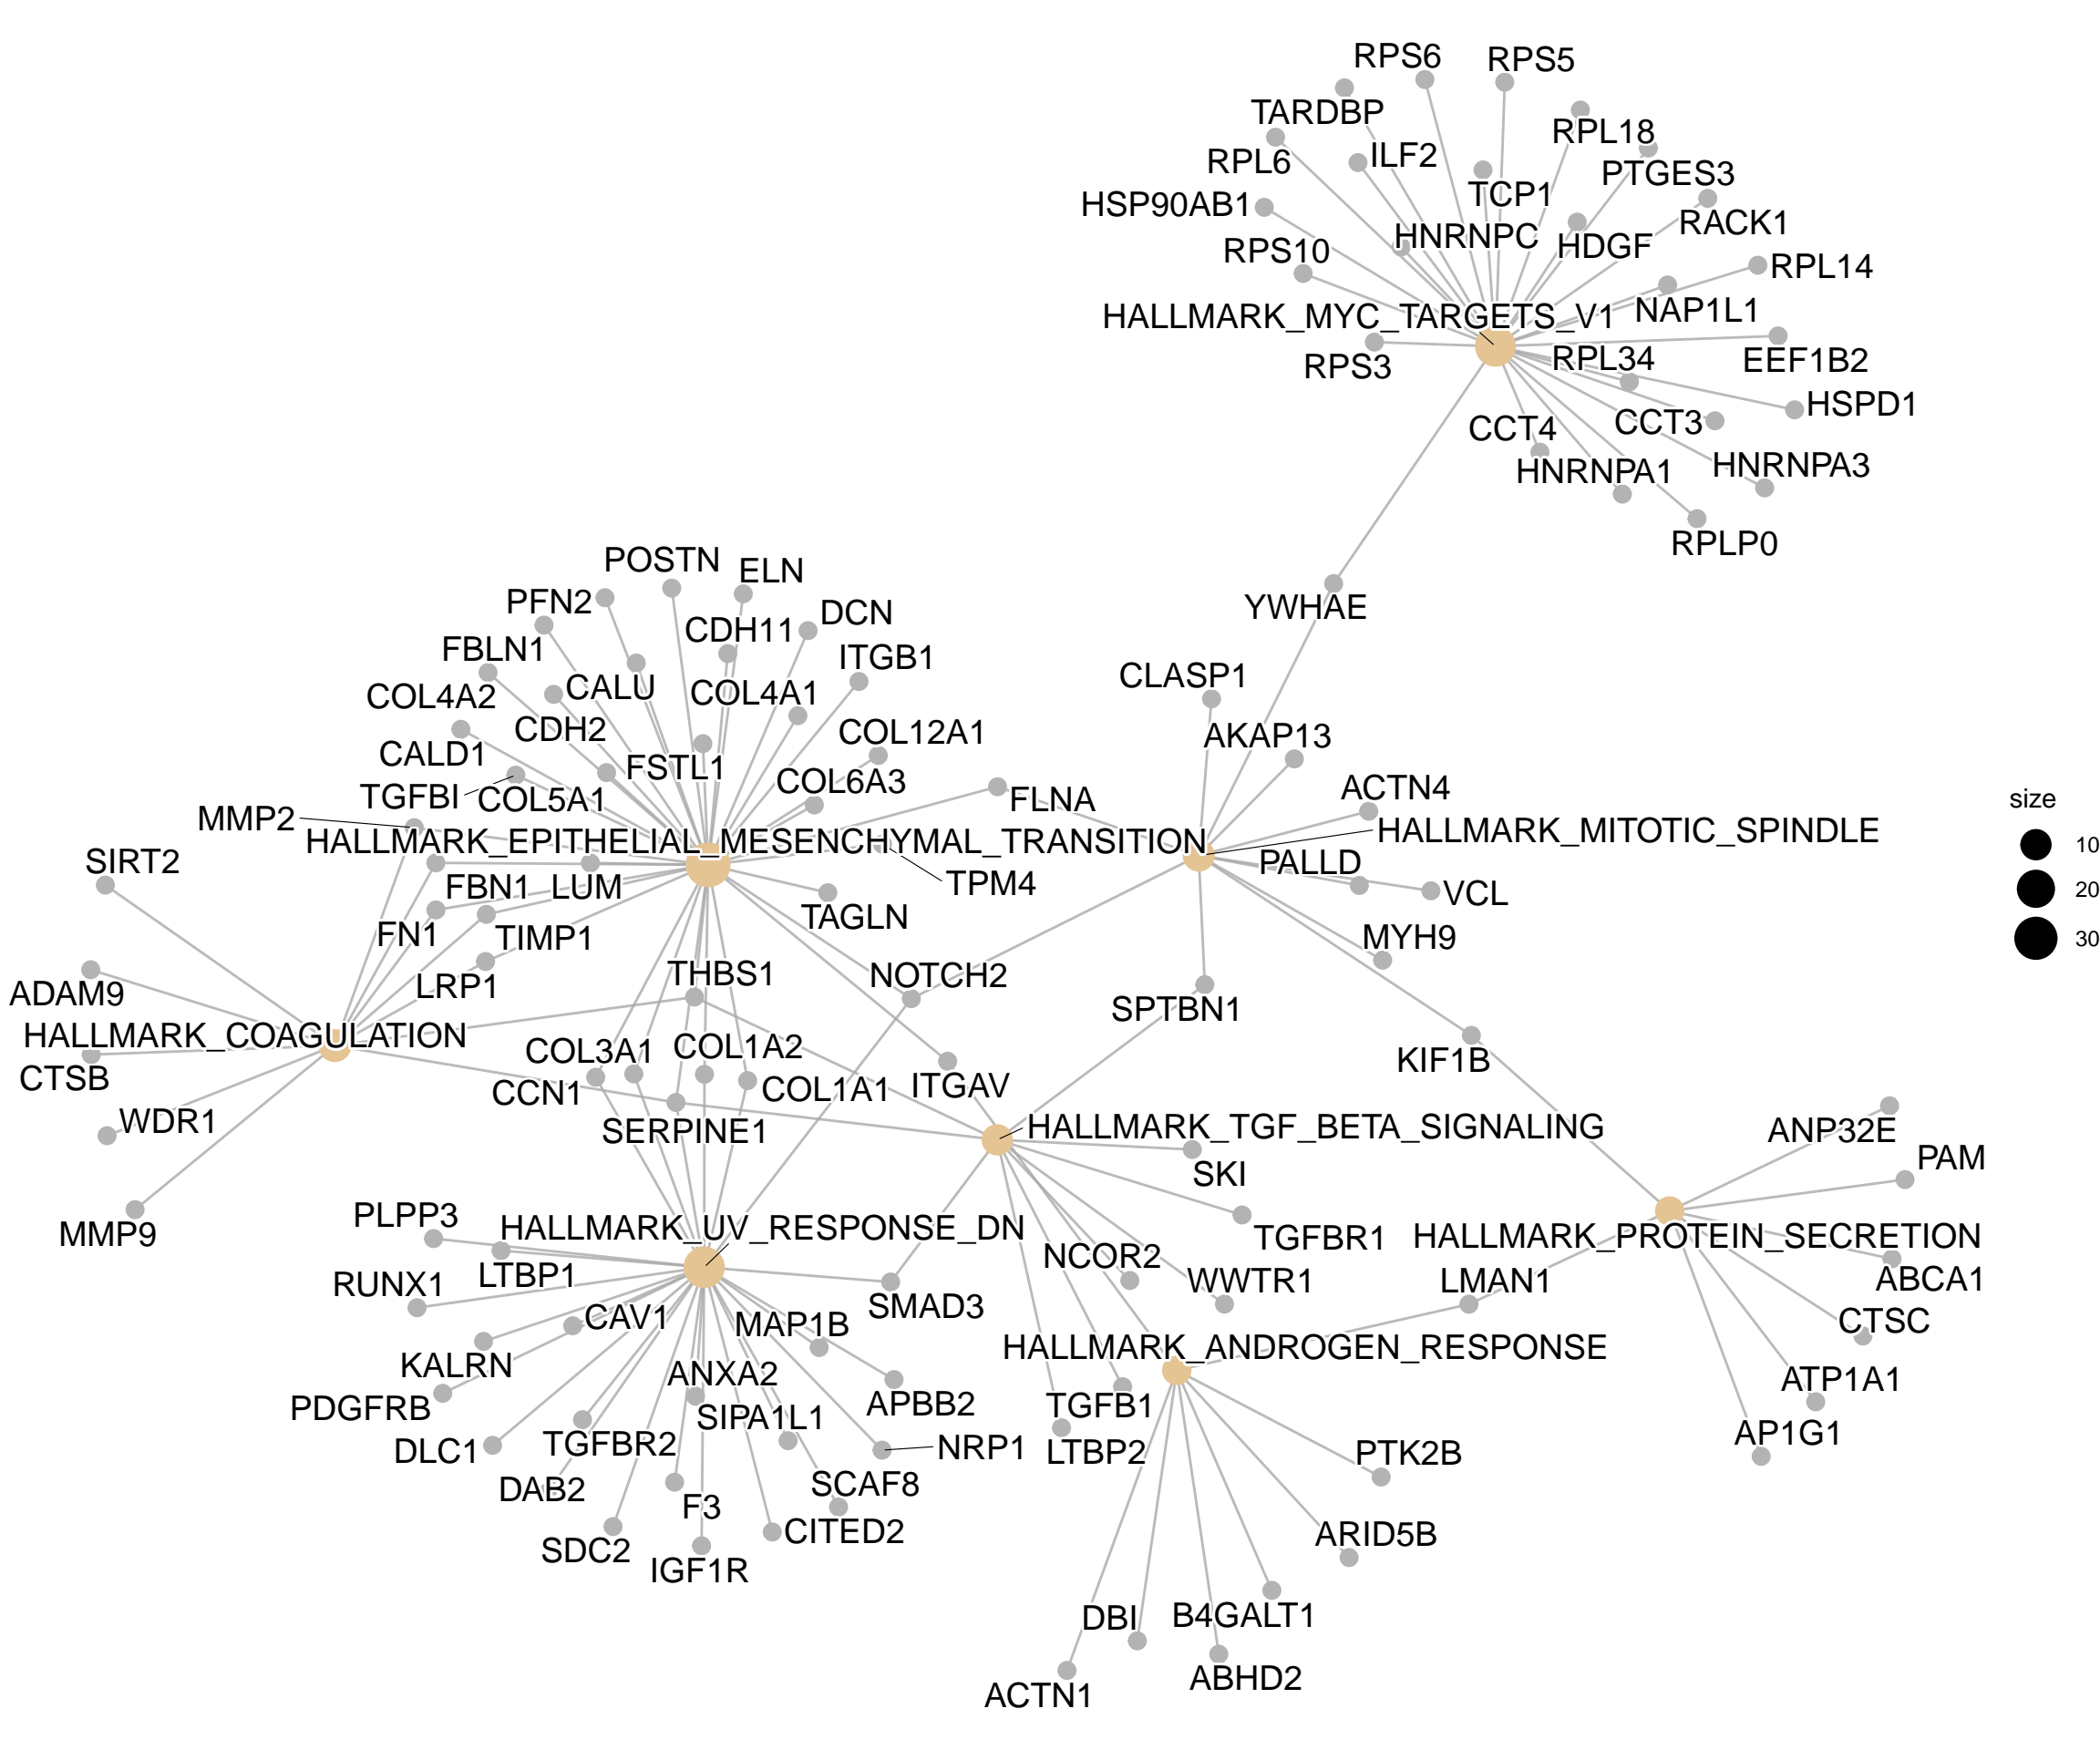 RPS6
RPS5
TARDBP
RPL18
RPL6
ILF2
PTGES3
TCP1
HSP90AB1
RACK1
HNRNPC
HDGF
RPS10
RPL14
HALLMARK_MYC_TARGETS_V1
NAP1L1
RPS3
RPL34
EEF1B2
HSPD1
CCT4
CCT3
HNRNPA1
HNRNPA3
RPLP0
POSTN
ELN
PFN2
DCN
YWHAE
CDH11
FBLN1
ITGB1
CLASP1
COL4A2
CALU
COL4A1
CDH2
COL12A1
AKAP13
CALD1
FSTL1
COL6A3
ACTN4
TGFBI
COL5A1
FLNA
size
MMP2
HALLMARK_EPITHELIAL_MESENCHYMAL_TRANSITION
HALLMARK_MITOTIC_SPINDLE
10
SIRT2
PALLD
FBN1
LUM
TPM4
VCL
20
TAGLN
FN1
TIMP1
MYH9
30
THBS1
NOTCH2
ADAM9
LRP1
SPTBN1
HALLMARK_COAGULATION
COL3A1
COL1A2
KIF1B
CTSB
CCN1
COL1A1
ITGAV
WDR1
SERPINE1
HALLMARK_TGF_BETA_SIGNALING
ANP32E
SKI
PAM
PLPP3
MMP9
HALLMARK_UV_RESPONSE_DN
TGFBR1
HALLMARK_PROTEIN_SECRETION
NCOR2
LTBP1
RUNX1
WWTR1
LMAN1
ABCA1
SMAD3
CAV1
MAP1B
CTSC
HALLMARK_ANDROGEN_RESPONSE
KALRN
ANXA2
ATP1A1
PDGFRB
APBB2
TGFB1
SIPA1L1
AP1G1
DLC1
TGFBR2
NRP1
LTBP2
PTK2B
DAB2
SCAF8
F3
CITED2
ARID5B
SDC2
IGF1R
DBI
B4GALT1
ABHD2
ACTN1